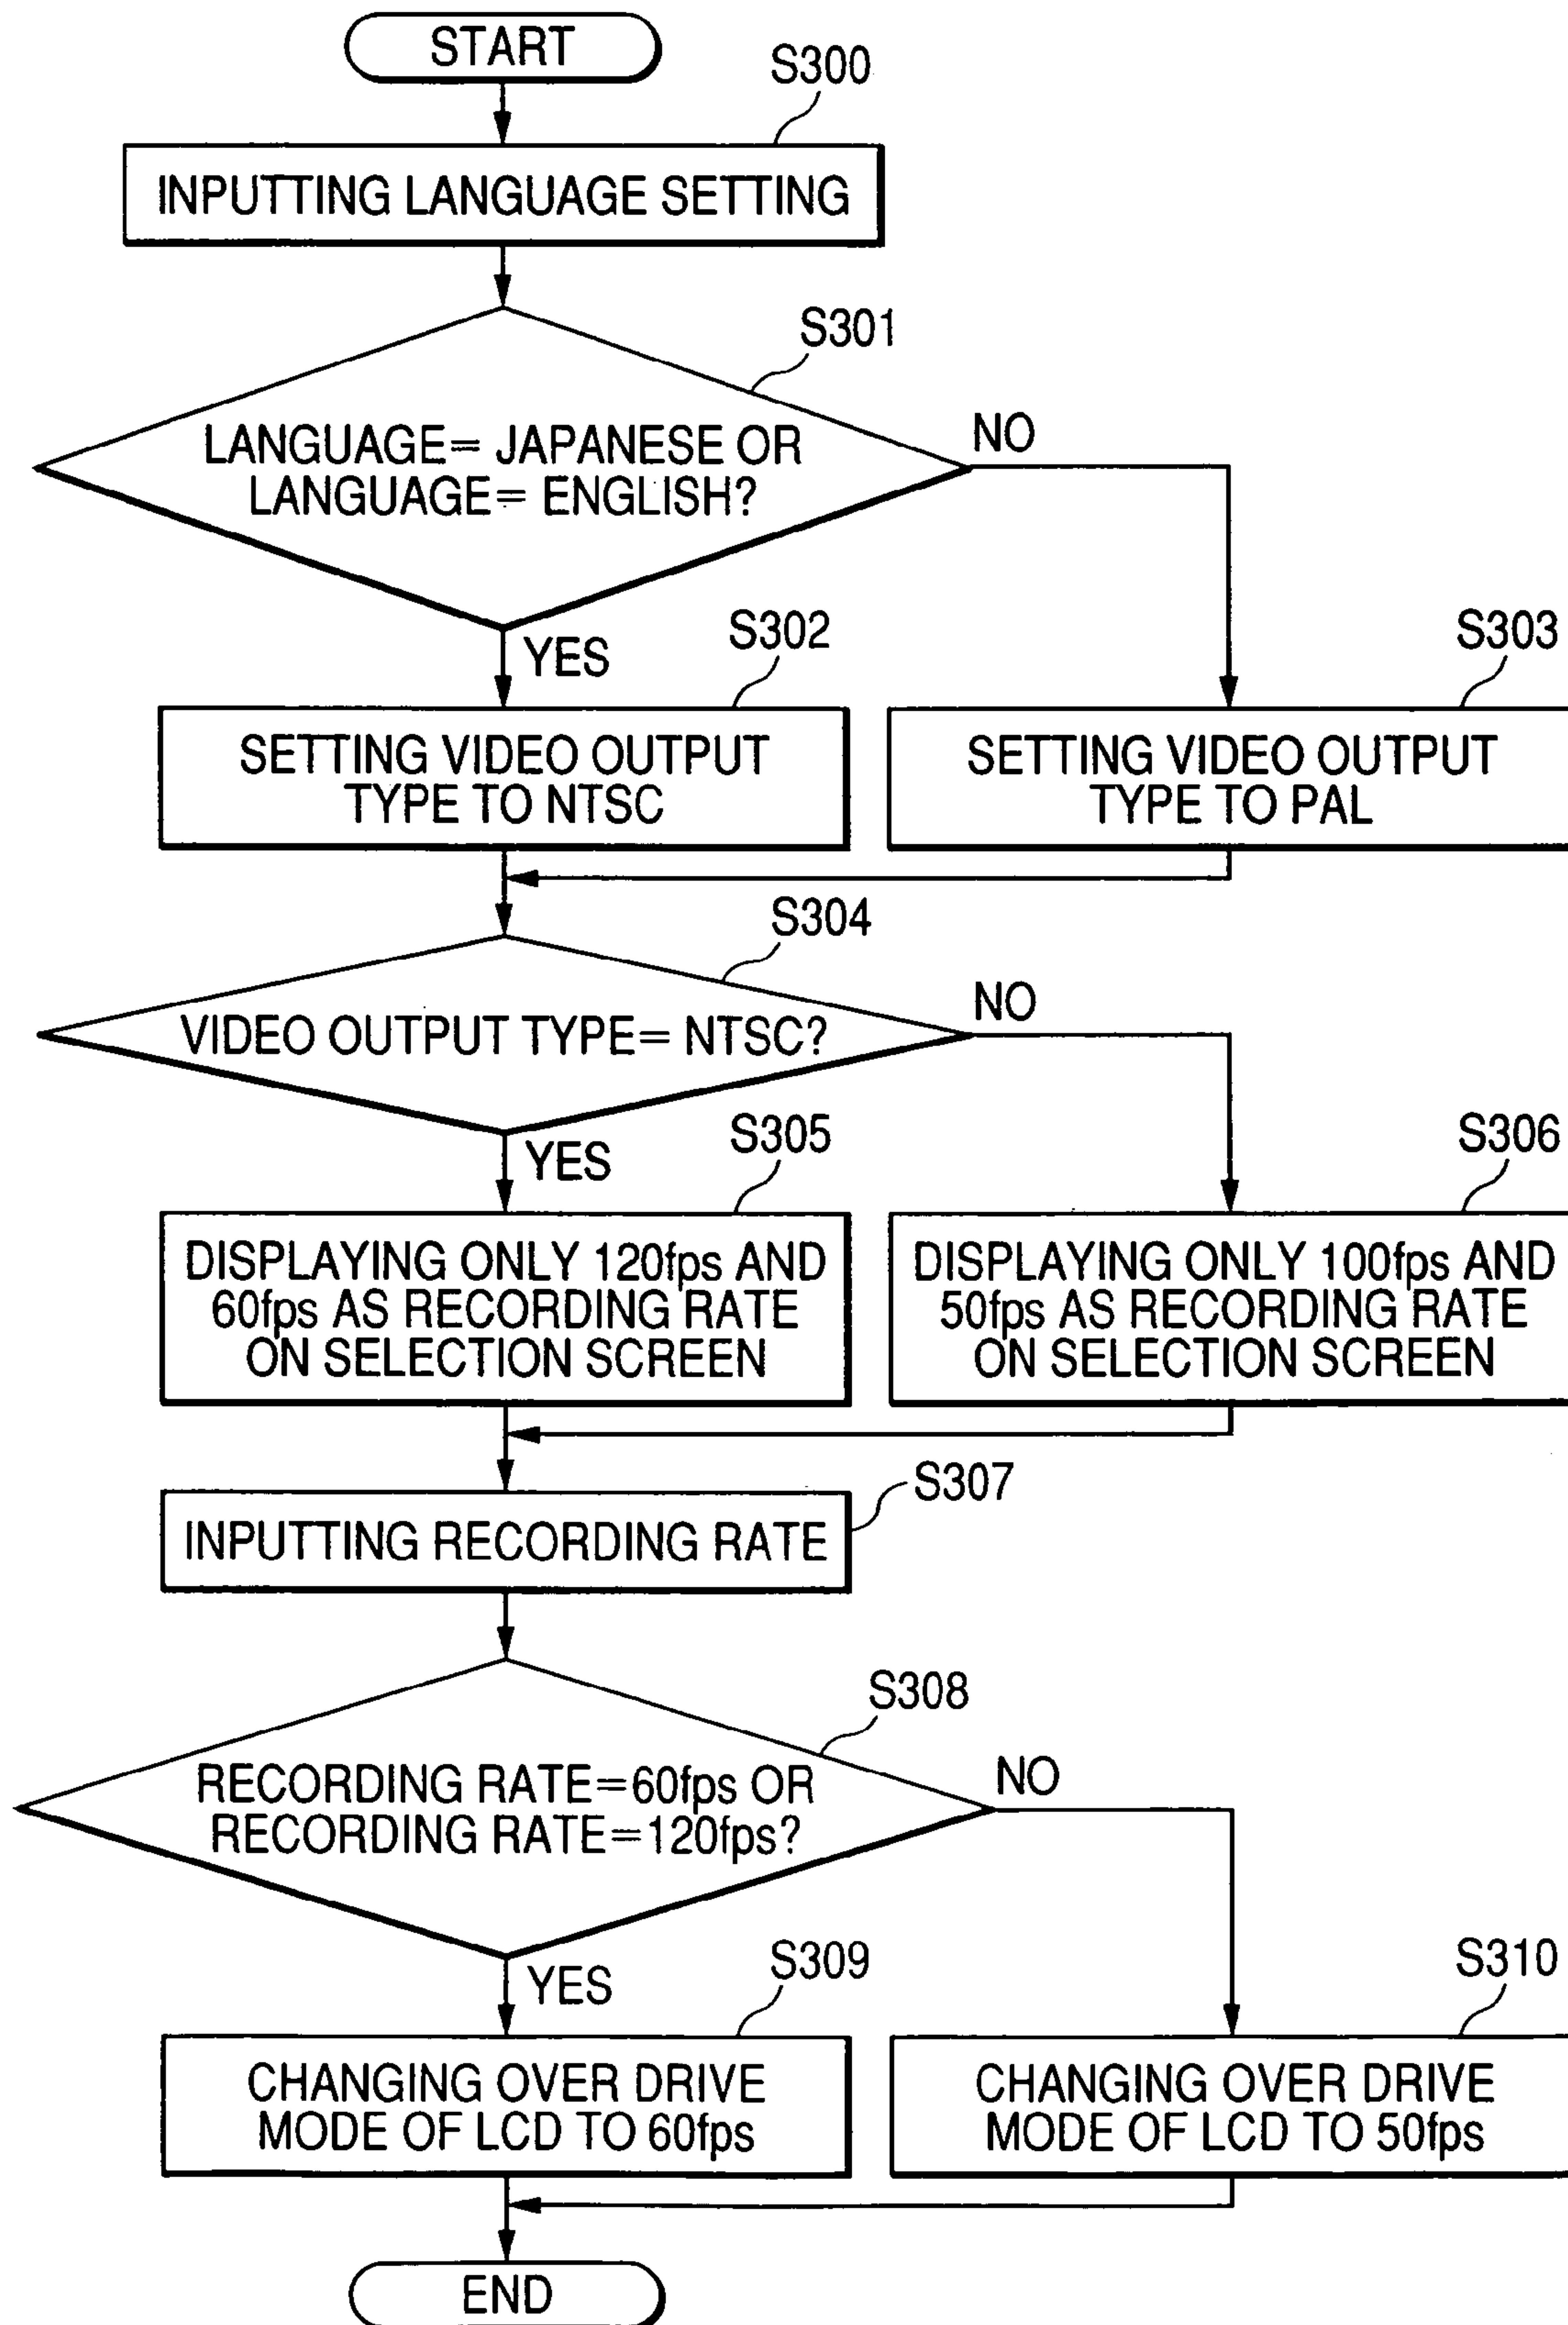 START
S300
INPUTTING LANGUAGE SETTING
S301
LANGUAGE= JAPANESE OR
LANGUAGE= ENGLISH?
NO
YES
S302
SETTING VIDEO OUTPUT
TYPE TO NTSC
S303
SETTING VIDEO OUTPUT
TYPE TO PAL
S304
VIDEO OUTPUT TYPE= NTSC?
NO
YES
S305
DISPLAYING ONLY 120fps AND
60fps AS RECORDING RATE
ON SELECTION SCREEN
S306
DISPLAYING ONLY 100fps AND
50fps AS RECORDING RATE
ON SELECTION SCREEN
S307
INPUTTING RECORDING RATE
S308
RECORDING RATE=60fps OR
RECORDING RATE=120fps?
NO
YES
S309
CHANGING OVER DRIVE
MODE OF LCD TO 60fps
S310
CHANGING OVER DRIVE
MODE OF LCD TO 50fps
END